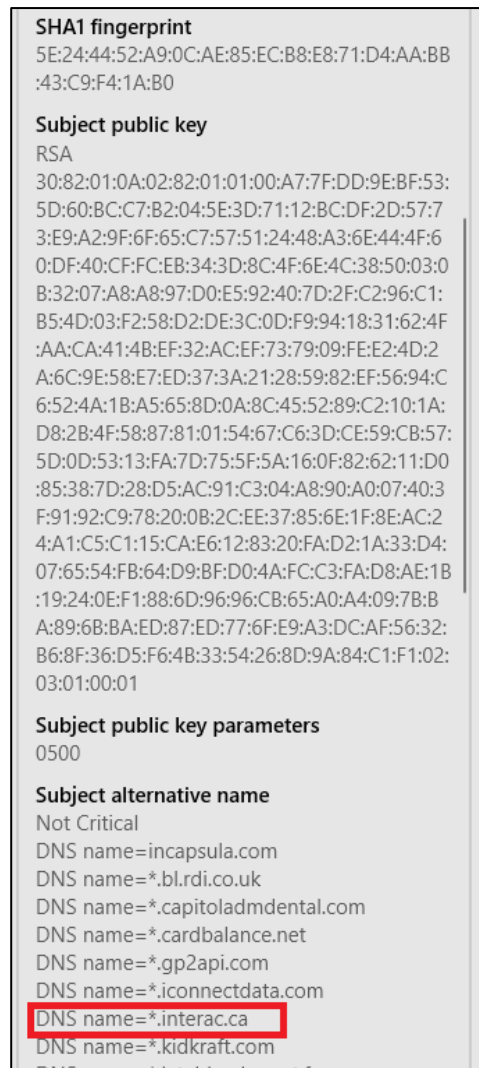 SHA1 fingerprint
5E:24:44:52:A9:0C:AE:85:EC:B8:E8:71:D4:AA:BB
:43:C9:F4:1A:B0
Subject public key
RSA
30:82:01:0A:02:82:01:01:00:A7:7F:DD:9E:BF:53:
5D:60:BC:C7:B2:04:5E:3D:71:12:BC:DF:2D:57:7
3:E9:A2:9F:6F:65:C7:57:51:24:48:A3:6E:44:4F:6
0:DF:40:CF:FC:EB:34:3D:8C:4F:6E:4C:38:50:03:0
B:32:07:A8:A8:97:D0:E5:92:40:7D:2F:C2:96:C1:
B5:4D:03:F2:58:D2:DE:3C:0D:F9:94:18:31:62:4F
:AA:CA:41:4B:EF:32:AC:EF:73:79:09:FE:E2:4D:2
A:6C:9E:58:E7:ED:37:3A:21:28:59:82:EF:56:94:C
6:52:4A:1B:A5:65:8D:0A:8C:45:52:89:C2:10:1A:
D8:2B:4F:58:87:81:01:54:67:C6:3D:CE:59:CB:57:
5D:0D:53:13:FA:7D:75:5F:5A:16:0F:82:62:11:D0
:85:38:7D:28:D5:AC:91:C3:04:A8:90:A0:07:40:3
F:91:92:C9:78:20:0B:2C:EE:37:85:6E:1F:8E:AC:2
4:A1:C5:C1:15:CA:E6:12:83:20:FA:D2:1A:33:D4:
07:65:54:FB:64:D9:BF:D0:4A:FC:C3:FA:D8:AE:1B
:19:24:0E:F1:88:6D:96:96:CB:65:A0:A4:09:7B:B
A:89:6B:BA:ED:87:ED:77:6F:E9:A3:DC:AF:56:32:
B6:8F:36:D5:F6:4B:33:54:26:8D:9A:84:C1:F1:02:
03:01:00:01
Subject public key parameters
0500
Subject alternative name
Not Critical
DNS name=incapsula.com
DNS name=*.bl.rdi.co.uk
DNS name=*.capitoladmdental.com
DNS name=*.cardbalance.net
DNS name=*.gp2api.com
DNS name=*.iconnectdata.com
DNS name=*.interac.ca
DNS name=*.kidkraft.com